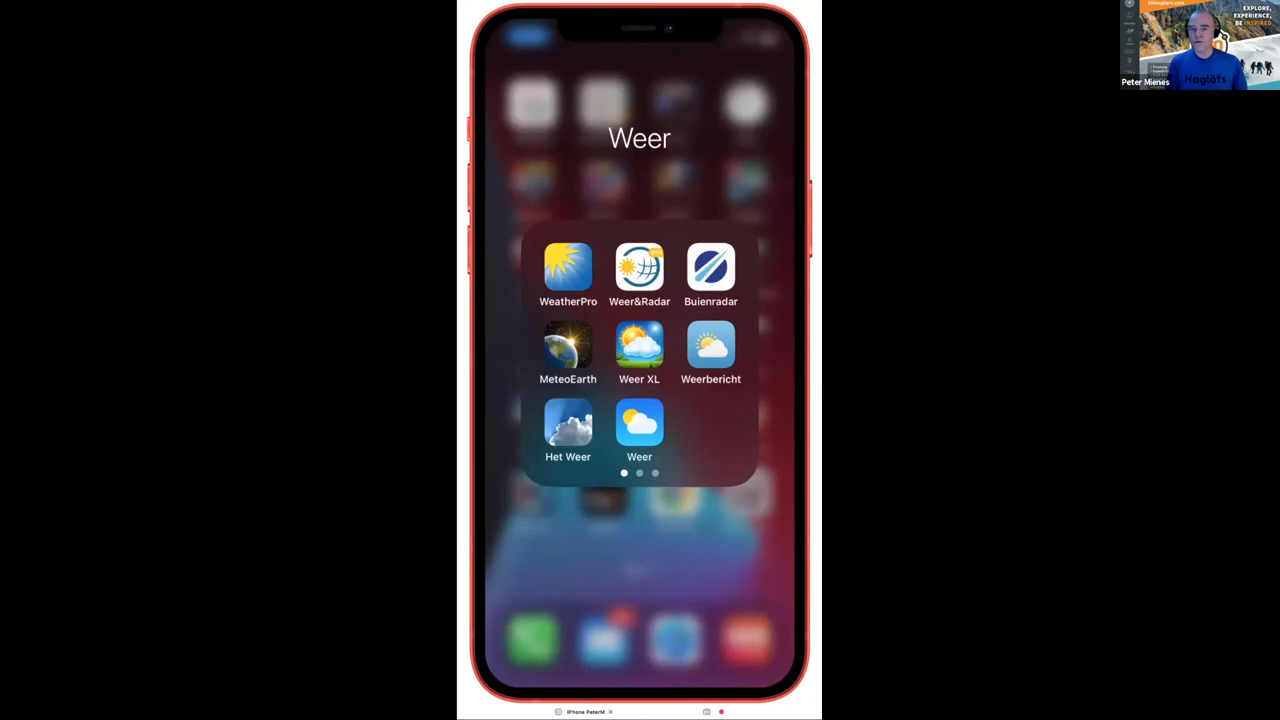 Weer
WeatherPro
Weer&Radar
Buienradar
MeteoEarth
Weer XL
Weerbericht
Het Weer
Weer
iPhone PeterM
EXPLORE,
EXPERIENCE,
BE INSPIRED
Haglöfs
Peter Mienes